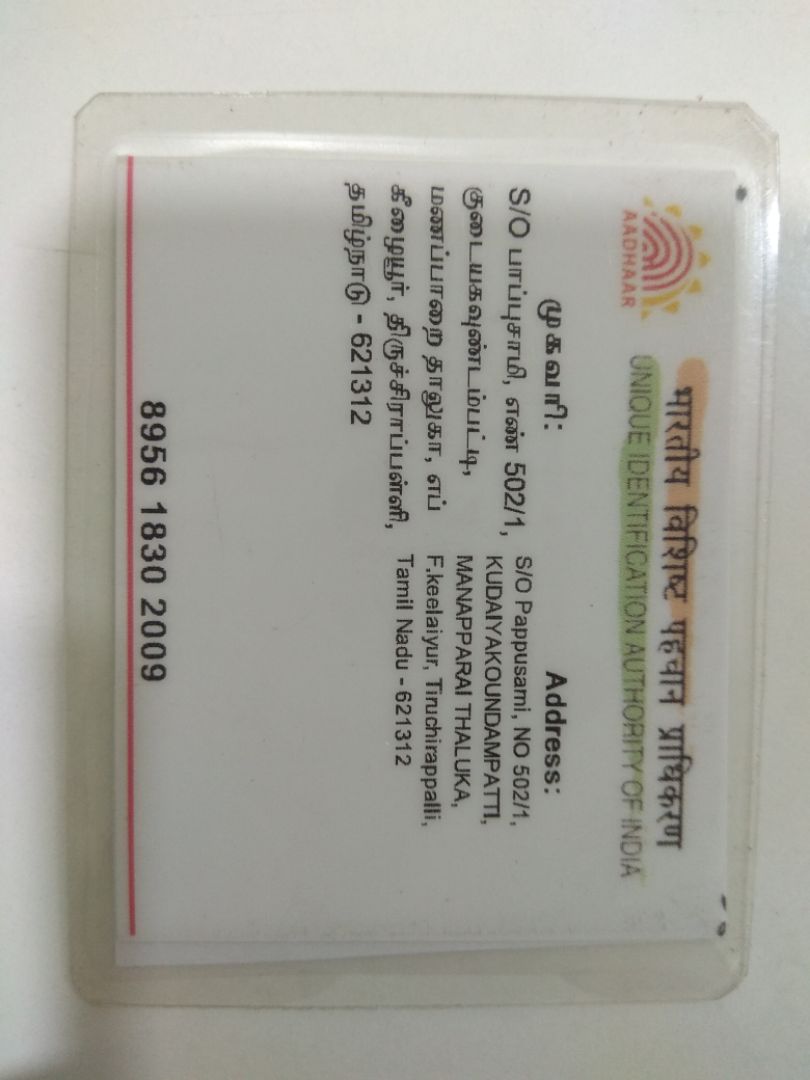 भारतीय विशिष्ट पहचान प्राधिकरण
UNIQUE IDENTIFICATION AUTHORITY OF INDIA
AADHAAR
முகவரி:
S/O பாப்புசாமி, எண் 502/1,
குடையகவுண்டம்பட்டி,
மணப்பாறை தாலுகா, எப்
கீழையூர், திருச்சிராப்பள்ளி,
தமிழ்நாடு - 621312
Address:
S/O Pappusami, NO 502/1,
KUDAIYAKOUNDAMPATTI,
MANAPPARAI THALUKA,
F.keelaiyur, Tiruchirappalli,
Tamil Nadu - 621312
8956 1830 2009